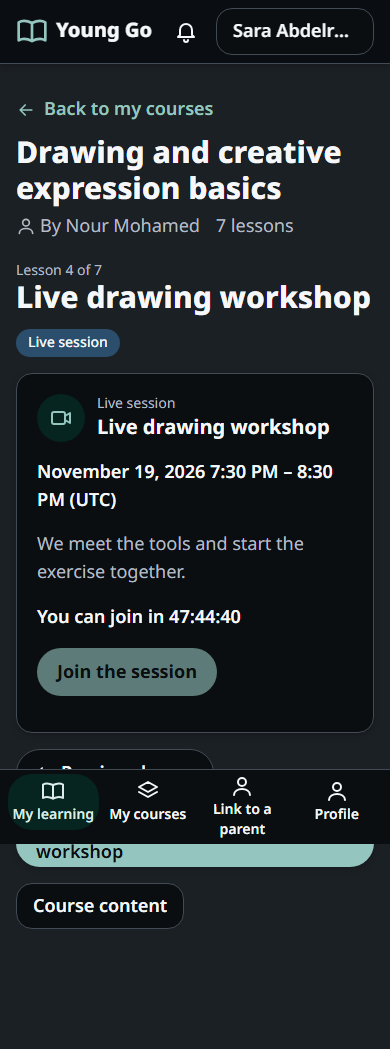 Young Go
Sara Abdelr...
Back to my courses
Drawing and creative
expression basics
By Nour Mohamed 7 lessons
Lesson 4 of 7
Live drawing workshop
Live session
Live session
Live drawing workshop
November 19, 2026 7:30 PM – 8:30
PM (UTC)
We meet the tools and start the
exercise together.
You can join in 47:44:40
Join the session
My learning
My courses
Link to a
parent
Profile
workshop
Course content